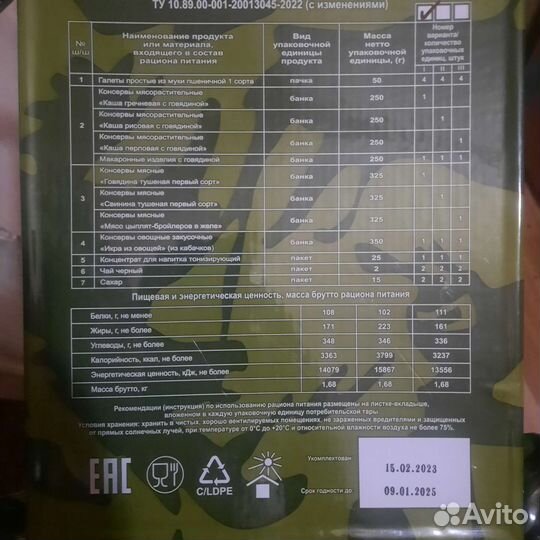 ТУ 10.89.00-001-20013045-2022 (с изменениями)
№ ш/ш
Наименование продукта или материала, входящего в состав рациона питания
Вид упаковочной единицы продукта
Масса нетто упаковочной единицы, (г)
Номер варианта/ количество упаковочных единиц, штук
I II III
1 Галеты простые из муки пшеничной 1 сорта пачка 50 4 4 4
2
Консервы мясорастительные «Каша гречневая с говядиной» банка 250 1
Консервы мясорастительные «Каша рисовая с говядиной» банка 250 1
Консервы мясорастительные «Каша перловая с говядиной» банка 250 1
Макаронные изделия с говядиной банка 250 1 1 1
3
Консервы мясные «Говядина тушеная первый сорт» банка 325 1
Консервы мясные «Свинина тушеная первый сорт» банка 325 1
Консервы мясные «Мясо цыплят-бройлеров в желе» банка 325 1
4 Консервы овощные закусочные «Икра из овощей» (из кабачков) банка 350 1 1 1
5 Концентрат для напитка тонизирующий пакет 25 1 1 1
6 Чай черный пакет 2 2 2 2
7 Сахар пакет 15 2 2 2
Пищевая и энергетическая ценность, масса брутто рациона питания
Белки, г, не менее 108 102 111
Жиры, г, не более 171 223 161
Углеводы, г, не более 348 346 336
Калорийность, ккал, не более 3363 3799 3237
Энергетическая ценность, кДж, не более 14079 15867 13556
Масса брутто, кг 1,68 1,68 1,68
Рекомендации (инструкция) по использованию рациона питания размещены на листке-вкладыше,
вложенном в каждую упаковочную единицу потребительской тары.
Условия хранения: хранить в чистых, хорошо вентилируемых помещениях, не зараженных вредителями и защищенных
от прямых солнечных лучей, при температуре от 0°С до +20°С и относительной влажности воздуха не более 75%.
Укомплектован 15.02.2023
Срок годности до 09.01.2025
ЕАС
C/LDPE
Avito